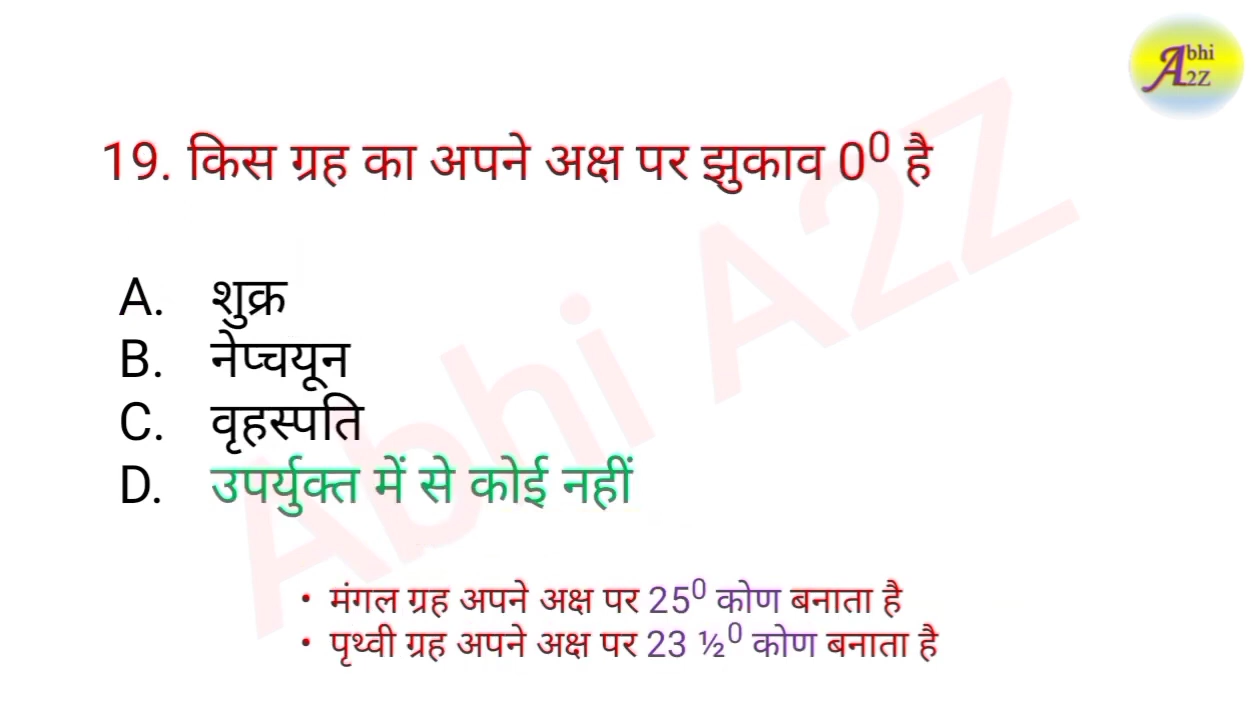 Abhi
A2Z
19. किस ग्रह का अपने अक्ष पर झुकाव 0⁰ है
A. शुक्र
B. नेप्चयून
C. वृहस्पति
D. उपर्युक्त में से कोई नहीं
• मंगल ग्रह अपने अक्ष पर 25⁰ कोण बनाता है
• पृथ्वी ग्रह अपने अक्ष पर 23 ½⁰ कोण बनाता है
Abhi A2Z